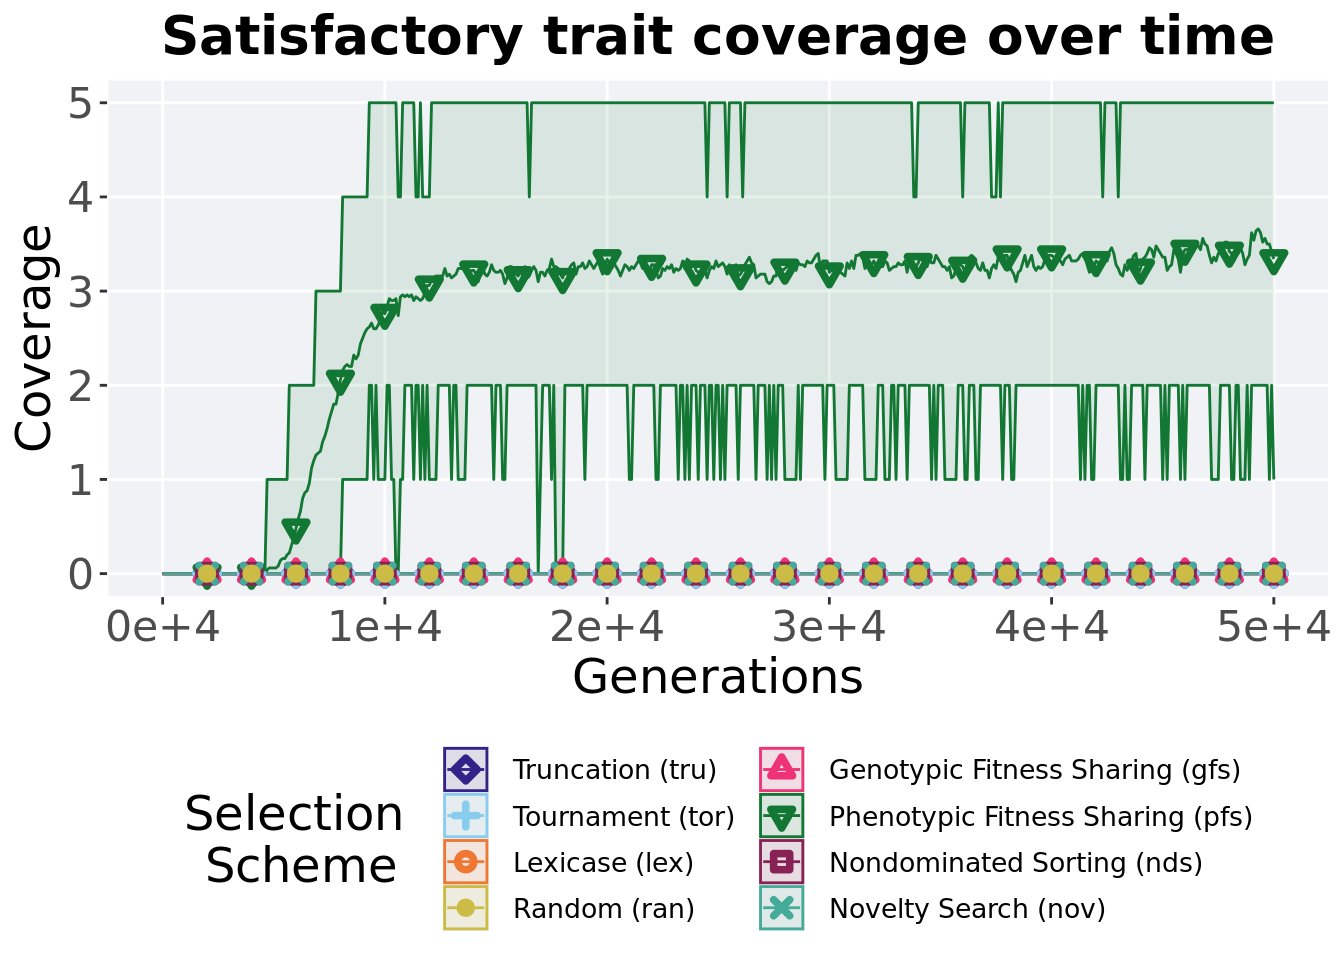 Satisfactory trait coverage over time
5
4
3
2
1
0
Coverage
0e+4 1e+4 2e+4 3e+4 4e+4 5e+4
Generations
Selection
Scheme
Truncation (tru)
Tournament (tor)
Lexicase (lex)
Random (ran)
Genotypic Fitness Sharing (gfs)
Phenotypic Fitness Sharing (pfs)
Nondominated Sorting (nds)
Novelty Search (nov)